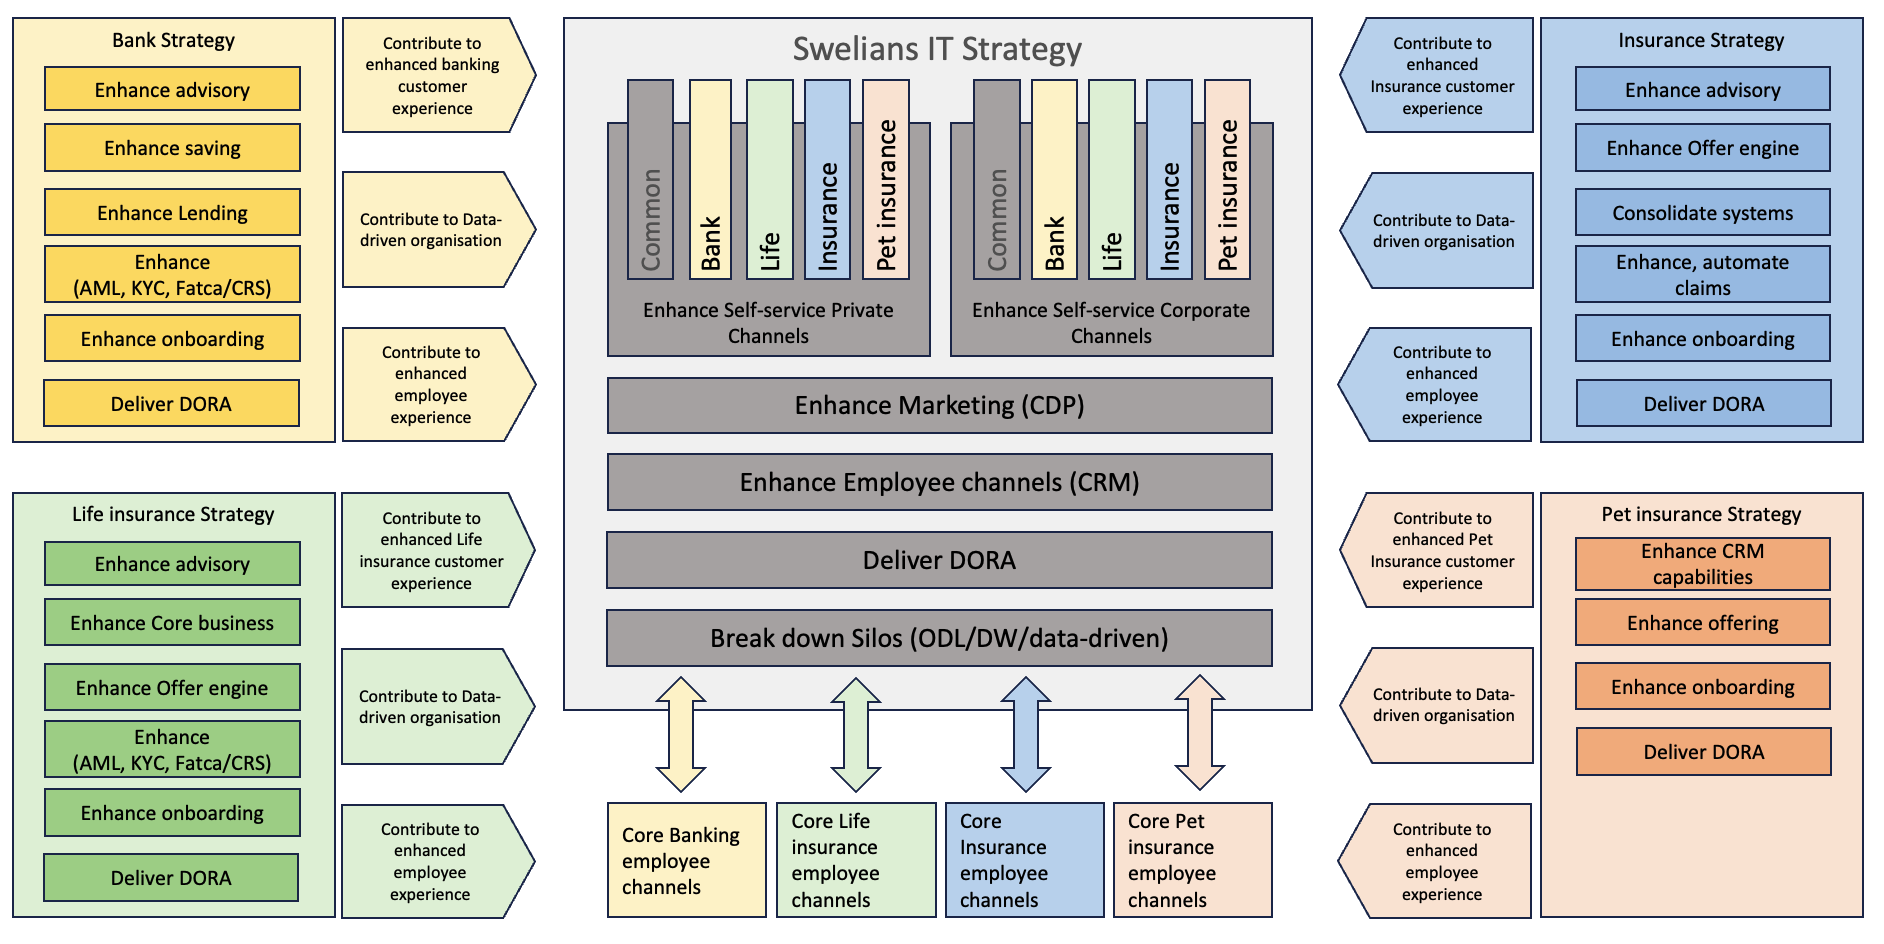 Bank Strategy
Enhance advisory
Enhance saving
Enhance Lending
Enhance
(AML, KYC, Fatca/CRS)
Enhance onboarding
Deliver DORA
Contribute to
enhanced banking
customer
experience
Contribute to Data-
driven organisation
Contribute to
enhanced
employee
experience
Life insurance Strategy
Enhance advisory
Enhance Core business
Enhance Offer engine
Enhance
(AML, KYC, Fatca/CRS)
Enhance onboarding
Deliver DORA
Contribute to
enhanced Life
insurance customer
experience
Contribute to Data-
driven organisation
Contribute to
enhanced
employee
experience
Swelians IT Strategy
Common
Bank
Life
Insurance
Pet insurance
Enhance Self-service Private
Channels
Common
Bank
Life
Insurance
Pet insurance
Enhance Self-service Corporate
Channels
Enhance Marketing (CDP)
Enhance Employee channels (CRM)
Deliver DORA
Break down Silos (ODL/DW/data-driven)
Core Banking
employee
channels
Core Life
insurance
employee
channels
Core
Insurance
employee
channels
Core Pet
insurance
employee
channels
Contribute to
enhanced
Insurance customer
experience
Contribute to Data-
driven organisation
Contribute to
enhanced
employee
experience
Insurance Strategy
Enhance advisory
Enhance Offer engine
Consolidate systems
Enhance, automate
claims
Enhance onboarding
Deliver DORA
Contribute to
enhanced Pet
Insurance customer
experience
Contribute to Data-
driven organisation
Contribute to
enhanced
employee
experience
Pet insurance Strategy
Enhance CRM
capabilities
Enhance offering
Enhance onboarding
Deliver DORA